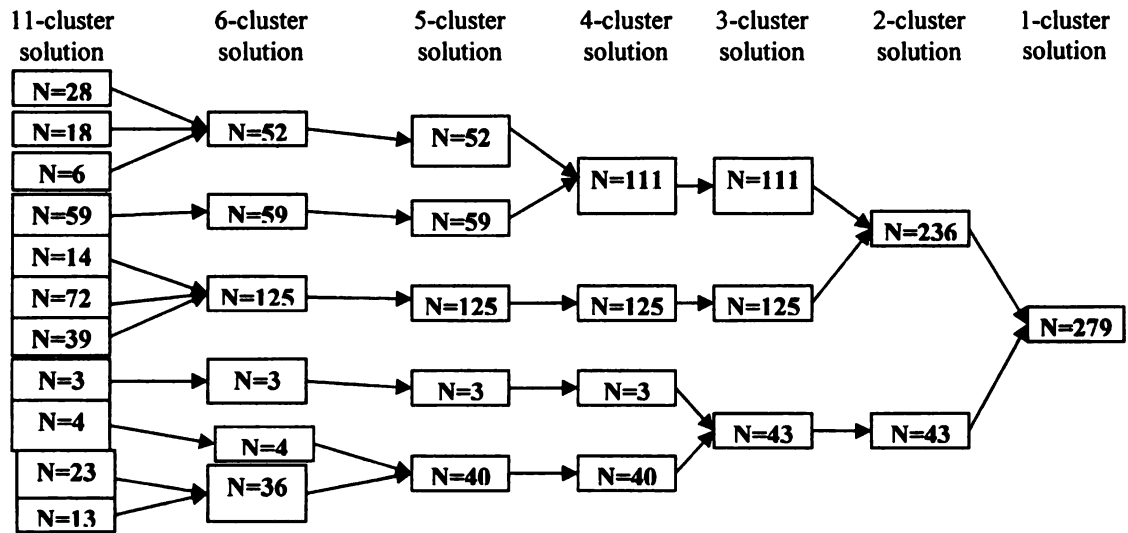 11-cluster solution
6-cluster solution
5-cluster solution
4-cluster solution
3-cluster solution
2-cluster solution
1-cluster solution
N=28
N=18
N=6
N=59
N=14
N=72
N=39
N=3
N=4
N=23
N=13
N=52
N=59
N=125
N=3
N=4
N=36
N=52
N=59
N=125
N=3
N=40
N=111
N=125
N=3
N=40
N=111
N=125
N=43
N=236
N=43
N=279